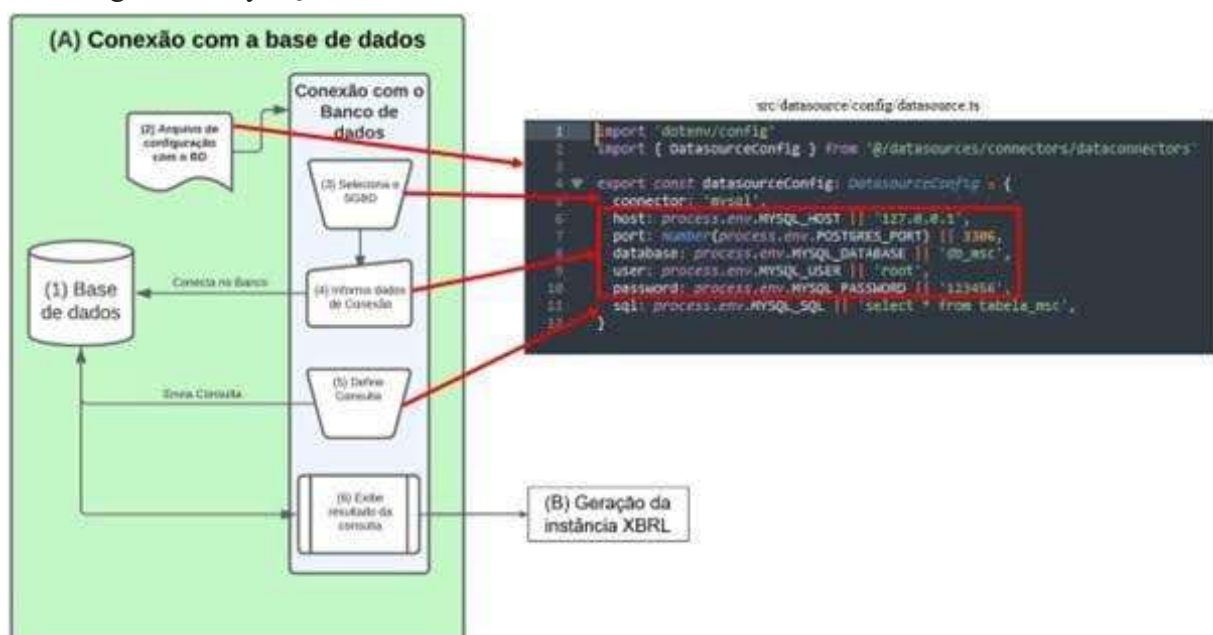 (A) Conexão com a base de dados
Conexão com o
Banco de
dados
(2) Arquivo de
configuração
com o BD
(3) Seleciona o
SGBD
(1) Base
de dados
Conecta no Banco
(4) Informa dados
de Conexão
(5) Define
Consulta
Envia Consulta
(6) Exibe
resultado da
consulta
(B) Geração da
instância XBRL
src/datasource/config/datasource.ts
1 import 'dotenv/config'
2 import { DatasourceConfig } from '@/datasources/connectors/dataconnectors'
3
4 export const datasourceConfig: DatasourceConfig = {
5 connector: 'mysql',
6 host: process.env.MYSQL_HOST || '127.0.0.1',
7 port: Number(process.env.POSTGRES_PORT) || 3306,
8 database: process.env.MYSQL_DATABASE || 'db_msc',
9 user: process.env.MYSQL_USER || 'root',
10 password: process.env.MYSQL_PASSWORD || '123456',
11 sql: process.env.MYSQL_SQL || 'select * from tabela_msc',
12 }